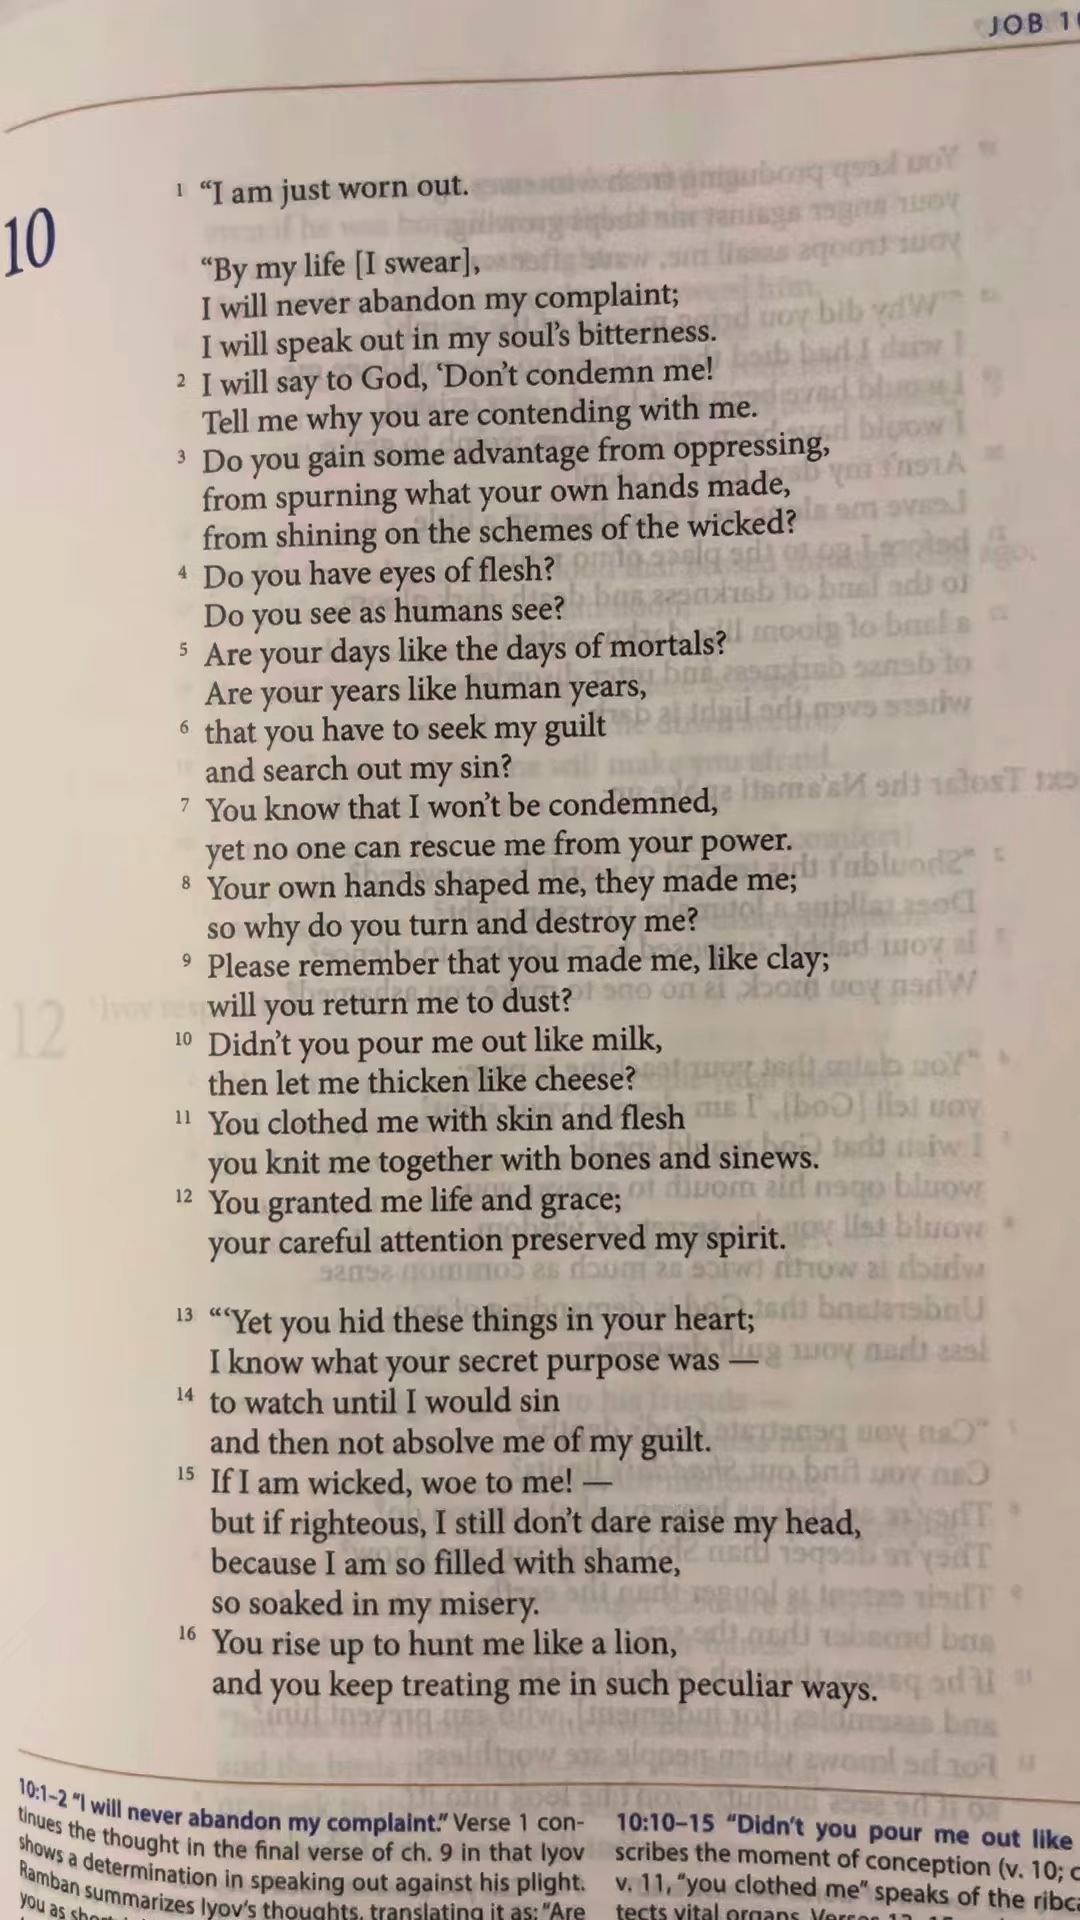 JOB 10
10
1 “I am just worn out.
“By my life [I swear],
I will never abandon my complaint;
I will speak out in my soul’s bitterness.
2 I will say to God, ‘Don’t condemn me!
Tell me why you are contending with me.
3 Do you gain some advantage from oppressing,
from spurning what your own hands made,
from shining on the schemes of the wicked?
4 Do you have eyes of flesh?
Do you see as humans see?
5 Are your days like the days of mortals?
Are your years like human years,
6 that you have to seek my guilt
and search out my sin?
7 You know that I won’t be condemned,
yet no one can rescue me from your power.
8 Your own hands shaped me, they made me;
so why do you turn and destroy me?
9 Please remember that you made me, like clay;
will you return me to dust?
10 Didn’t you pour me out like milk,
then let me thicken like cheese?
11 You clothed me with skin and flesh
you knit me together with bones and sinews.
12 You granted me life and grace;
your careful attention preserved my spirit.
13 “‘Yet you hid these things in your heart;
I know what your secret purpose was —
14 to watch until I would sin
and then not absolve me of my guilt.
15 If I am wicked, woe to me! —
but if righteous, I still don’t dare raise my head,
because I am so filled with shame,
so soaked in my misery.
16 You rise up to hunt me like a lion,
and you keep treating me in such peculiar ways.
10:1–2 “I will never abandon my complaint.” Verse 1 con-
tinues the thought in the final verse of ch. 9 in that Iyov
shows a determination in speaking out against his plight.
Ramban summarizes Iyov’s thoughts, translating it as: “Are
you as
10:10–15 “Didn’t you pour me out like
scribes the moment of conception (v. 10;
v. 11, “you clothed me” speaks of the
tects vital organs.